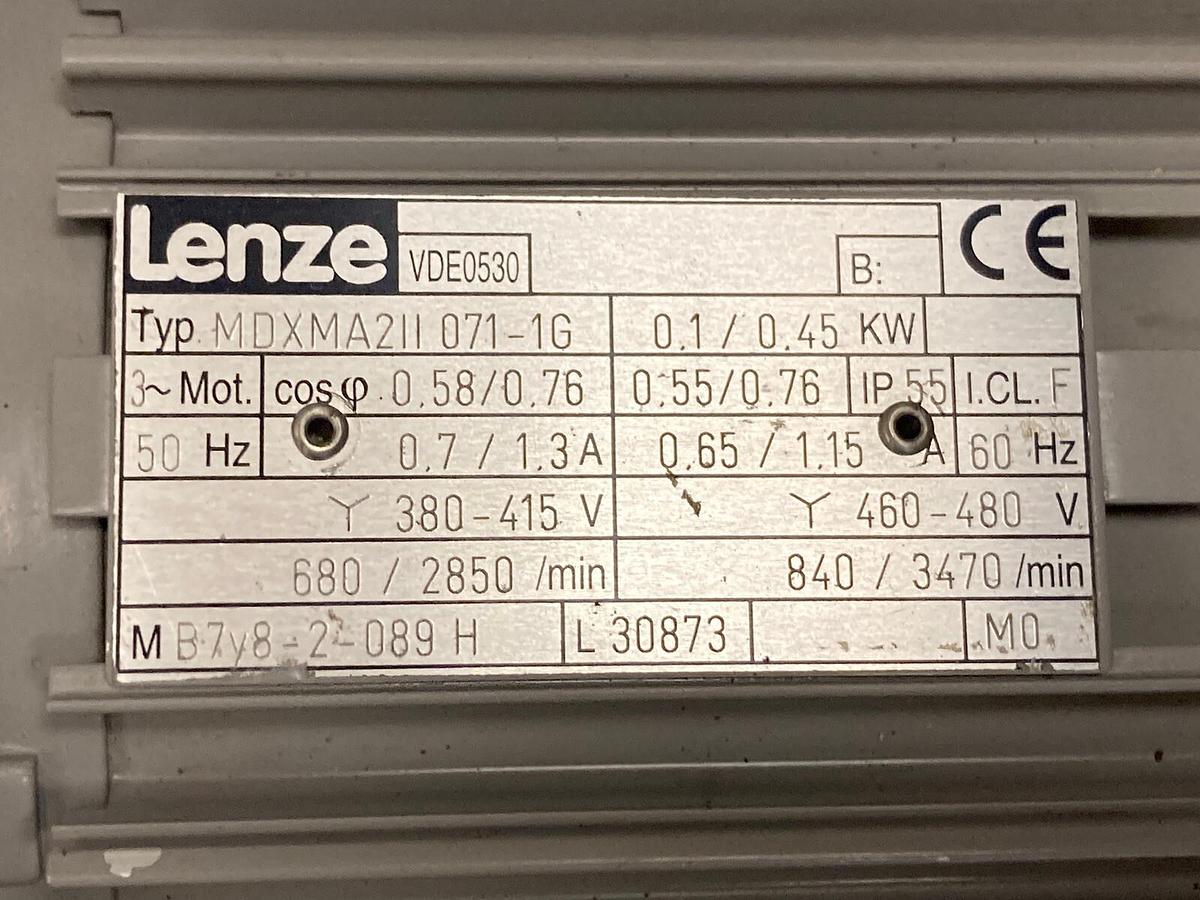 Lenze VDE0530 B: CE
Typ MDXMA2II 071-1G 0.1 / 0.45 KW
3~ Mot. cos φ 0.58/0.76 0.55/0.76 IP 55 I.CL. F
50 Hz 0.7 / 1.3 A 0.65 / 1.15 A 60 Hz
Y 380-415 V Y 460-480 V
680 / 2850 /min 840 / 3470 /min
M B7y8-2-089 H L 30873 M0